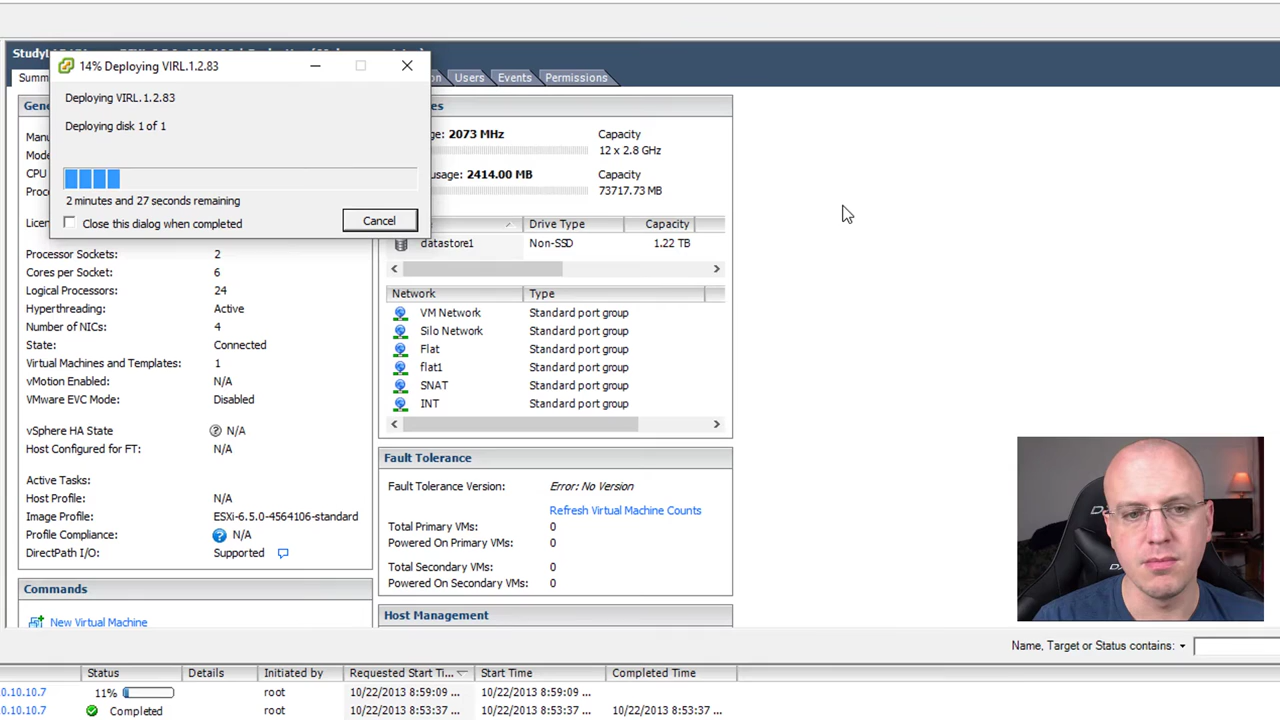 14% Deploying VIRL.1.2.83
Deploying VIRL.1.2.83
Deploying disk 1 of 1
2 minutes and 27 seconds remaining
Close this dialog when completed
Cancel
Users Events Permissions
Processor Sockets: 2
Cores per Socket: 6
Logical Processors: 24
Hyperthreading: Active
Number of NICs: 4
State: Connected
Virtual Machines and Templates: 1
vMotion Enabled: N/A
VMware EVC Mode: Disabled
vSphere HA State N/A
Host Configured for FT: N/A
Active Tasks:
Host Profile: N/A
Image Profile: ESXi-6.5.0-4564106-standard
Profile Compliance: N/A
DirectPath I/O: Supported
Commands
New Virtual Machine
2073 MHz Capacity
12 x 2.8 GHz
usage: 2414.00 MB Capacity
73717.73 MB
Drive Type Capacity
datastore1 Non-SSD 1.22 TB
Network Type
VM Network Standard port group
Silo Network Standard port group
Flat Standard port group
flat1 Standard port group
SNAT Standard port group
INT Standard port group
Fault Tolerance
Fault Tolerance Version: Error: No Version
Refresh Virtual Machine Counts
Total Primary VMs: 0
Powered On Primary VMs: 0
Total Secondary VMs: 0
Powered On Secondary VMs: 0
Host Management
Name, Target or Status contains:
Status Details Initiated by Requested Start Ti... Start Time Completed Time
0.10.10.7 11% root 10/22/2013 8:59:09 ... 10/22/2013 8:59:09 ...
0.10.10.7 Completed root 10/22/2013 8:53:37 ... 10/22/2013 8:53:37 ... 10/22/2013 8:53:37 ...